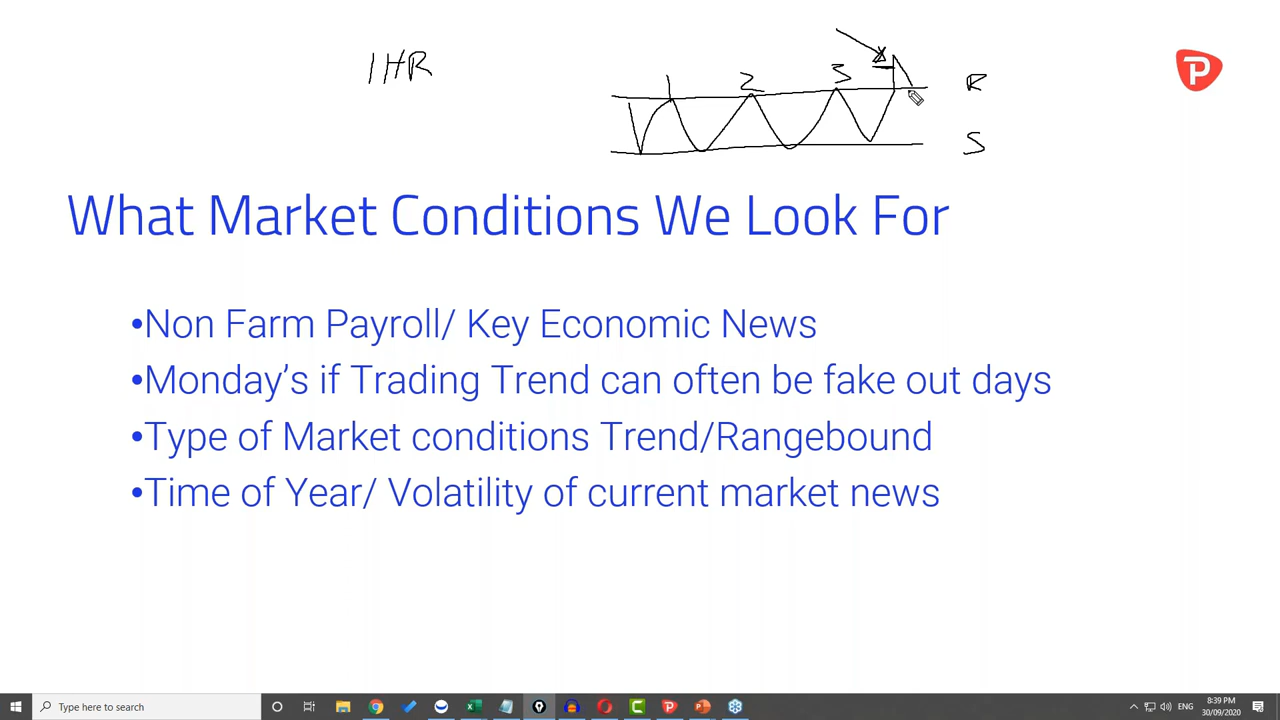 1HR
1 2 3
R
S
P
What Market Conditions We Look For
•Non Farm Payroll/ Key Economic News
•Monday’s if Trading Trend can often be fake out days
•Type of Market conditions Trend/Rangebound
•Time of Year/ Volatility of current market news
Type here to search
ENG
8:39 PM
30/09/2020